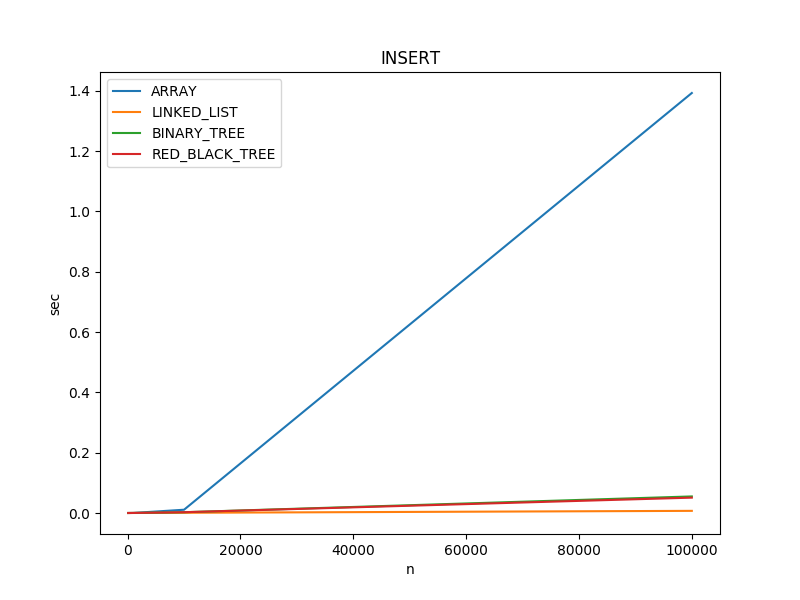 INSERT
ARRAY
LINKED_LIST
BINARY_TREE
RED_BLACK_TREE
1.4
1.2
1.0
0.8
0.6
0.4
0.2
0.0
sec
0 20000 40000 60000 80000 100000
n